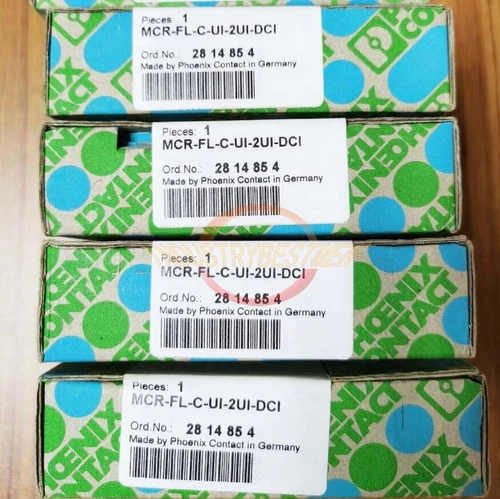 Pieces: 1
MCR-FL-C-UI-2UI-DCI
Ord.No.: 28 14 85 4
Made by Phoenix Contact in Germany
Pieces: 1
MCR-FL-C-UI-2UI-DCI
Ord.No.: 28 14 85 4
Made by Phoenix Contact in Germany
Pieces: 1
MCR-FL-C-UI-2UI-DCI
Ord.No.: 28 14 85 4
Made by Phoenix Contact in Germany
PHOENIX
CONTACT
Pieces: 1
MCR-FL-C-UI-2UI-DCI
Ord.No.: 28 14 85 4
Made by Phoenix Contact in Germany